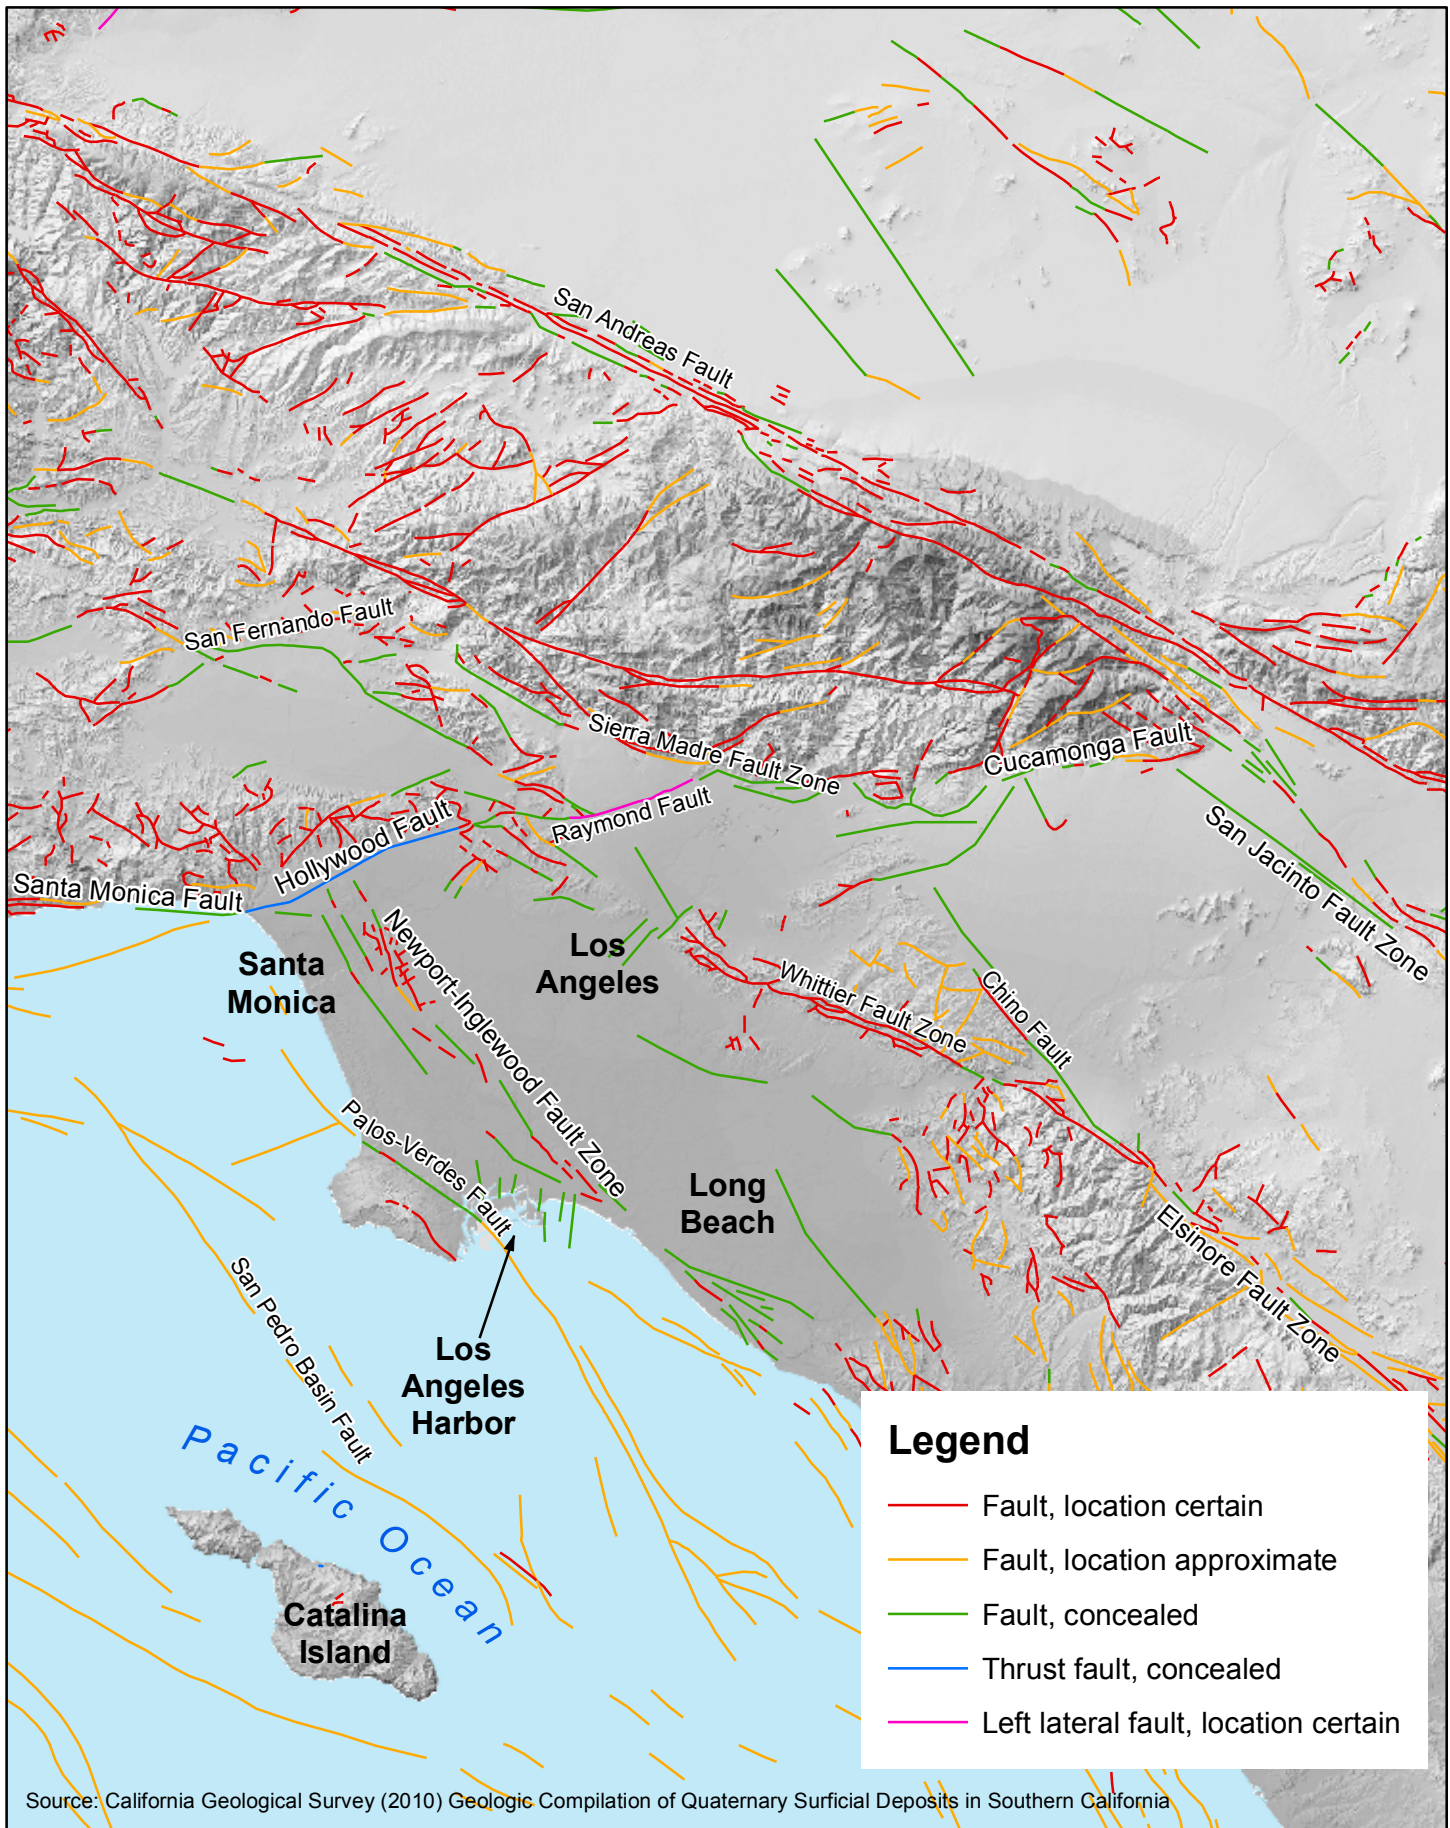 San Andreas Fault
San Fernando Fault
Sierra Madre Fault Zone
Cucamonga Fault
Raymond Fault
Hollywood Fault
San Jacinto Fault Zone
Santa Monica Fault
Newport-Inglewood Fault Zone
Los
Angeles
Santa
Monica
Whittier Fault Zone
Chino Fault
Palos-Verdes Fault
Long
Beach
Elsinore Fault Zone
San Pedro Basin Fault
Los
Angeles
Harbor
Pacific Ocean
Catalina
Island
Legend
Fault, location certain
Fault, location approximate
Fault, concealed
Thrust fault, concealed
Left lateral fault, location certain
Source: California Geological Survey (2010) Geologic Compilation of Quaternary Surficial Deposits in Southern California